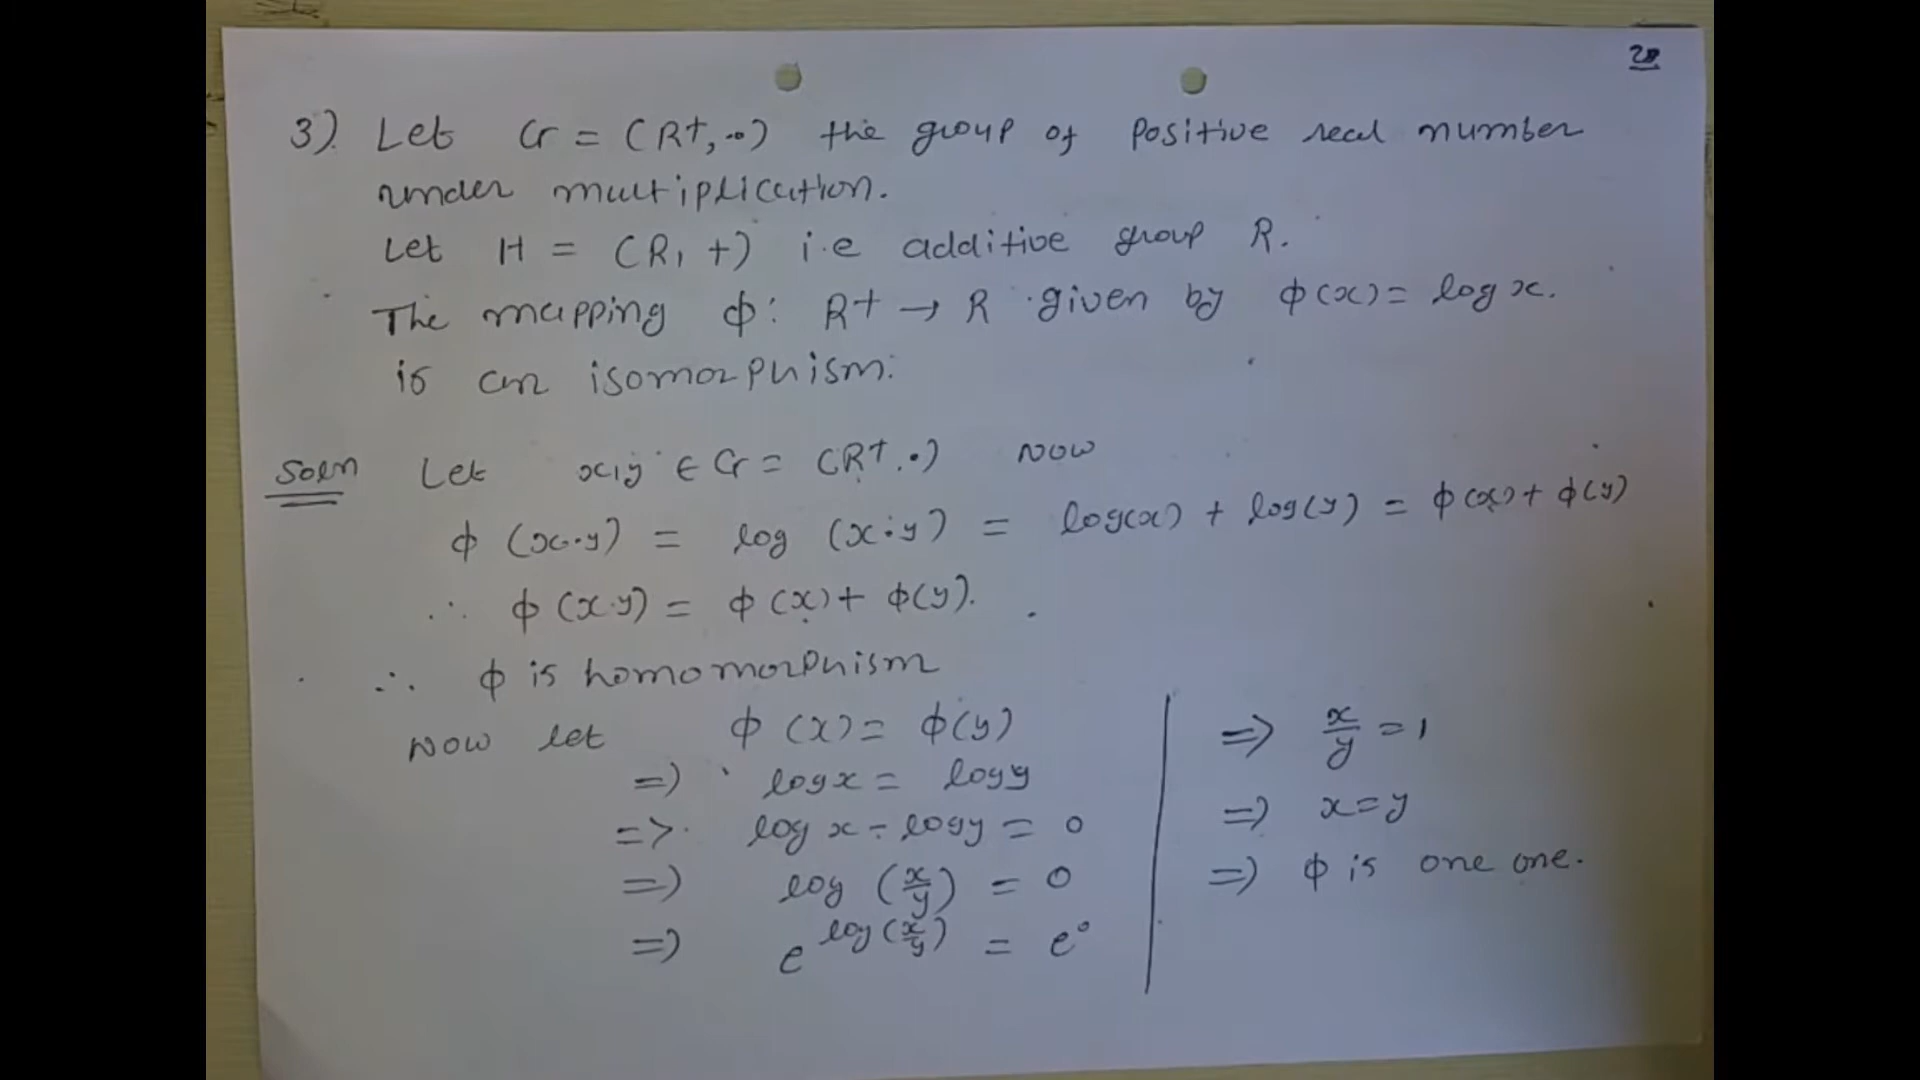 28
3). Let G = (R+, ·) the group of Positive real number
under multiplication.
Let H = (R, +) i.e additive group R.
The mapping ϕ: R+ → R given by ϕ(x) = log x.
is an isomorphism.
Soln Let x,y ∈ G = (R+, ·) Now
ϕ (x·y) = log (x·y) = log(x) + log(y) = ϕ(x) + ϕ(y)
∴ ϕ (x·y) = ϕ(x) + ϕ(y).
∴ ϕ is homomorphism
Now let ϕ (x) = ϕ(y)
=> log x = log y
=> log x - log y = 0
=> log (x/y) = 0
=> e^log(x/y) = e^0
=> x/y = 1
=> x = y
=> ϕ is one one.